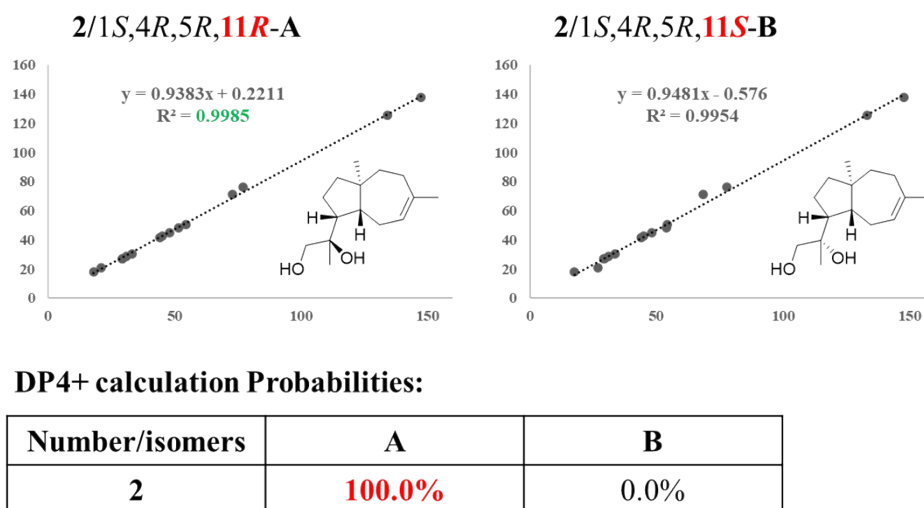 2/1S,4R,5R,11R-A
2/1S,4R,5R,11S-B
160
140
120
100
80
60
40
20
0
0
50
100
150
y = 0.9383x + 0.2211
R² = 0.9985
H
H
HO
OH
160
140
120
100
80
60
40
20
0
0
50
100
150
y = 0.9481x - 0.576
R² = 0.9954
H
H
HO
OH
DP4+ calculation Probabilities:
Number/isomers A B
2 100.0% 0.0%